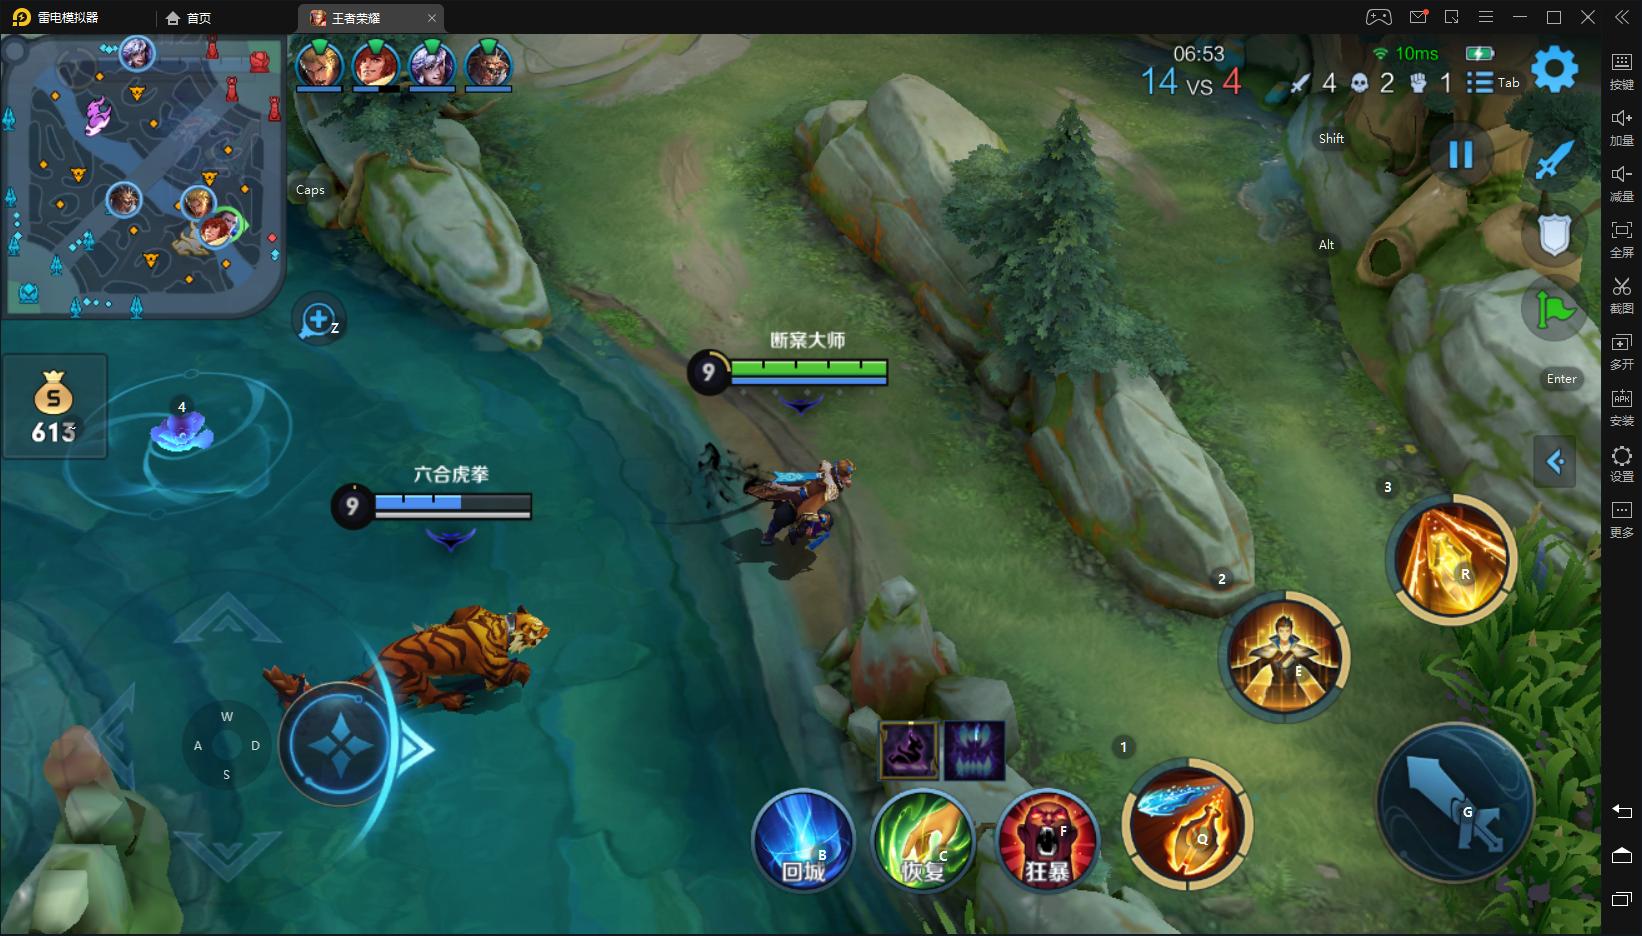 雷电模拟器
首页
王者荣耀
06:53
14 vs 4
10ms
4
2
1
Tab
按键
加量
减量
全屏
截图
多开
安装
设置
更多
Caps
Shift
Alt
Z
Enter
613
4
断案大师
9
六合虎拳
9
3
R
2
E
1
W
A
D
S
B
回城
C
恢复
F
狂暴
Q
G
APK